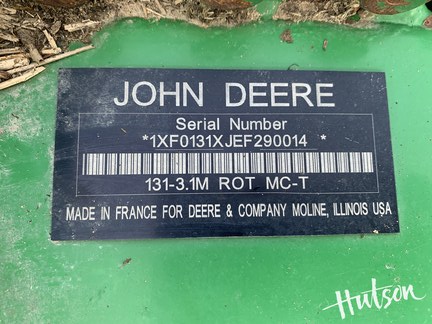 JOHN DEERE
Serial Number
*1XF0131XJEF290014 *
131-3.1M ROT MC-T
MADE IN FRANCE FOR DEERE & COMPANY MOLINE, ILLINOIS USA
Hutson